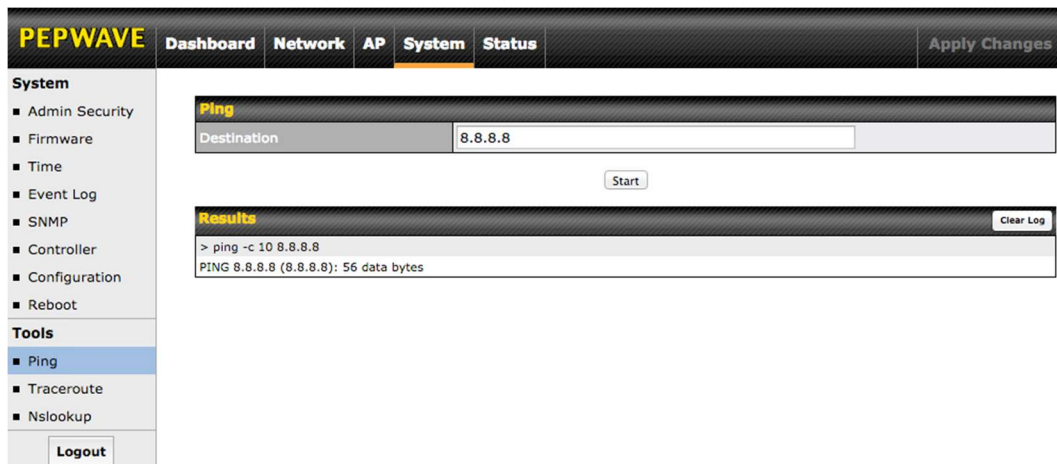 PEPWAVE
Dashboard Network AP System Status Apply Changes
System
Admin Security
Firmware
Time
Event Log
SNMP
Controller
Configuration
Reboot
Tools
Ping
Traceroute
Nslookup
Logout
Ping
Destination 8.8.8.8
Start
Results Clear Log
> ping -c 10 8.8.8.8
PING 8.8.8.8 (8.8.8.8): 56 data bytes